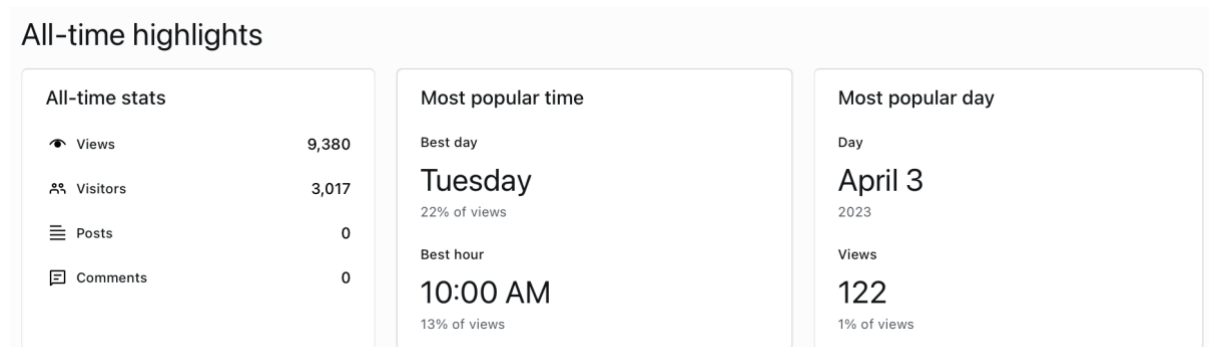 All-time highlights
All-time stats
Views 9,380
Visitors 3,017
Posts 0
Comments 0
Most popular time
Best day
Tuesday
22% of views
Best hour
10:00 AM
13% of views
Most popular day
Day
April 3
2023
Views
122
1% of views